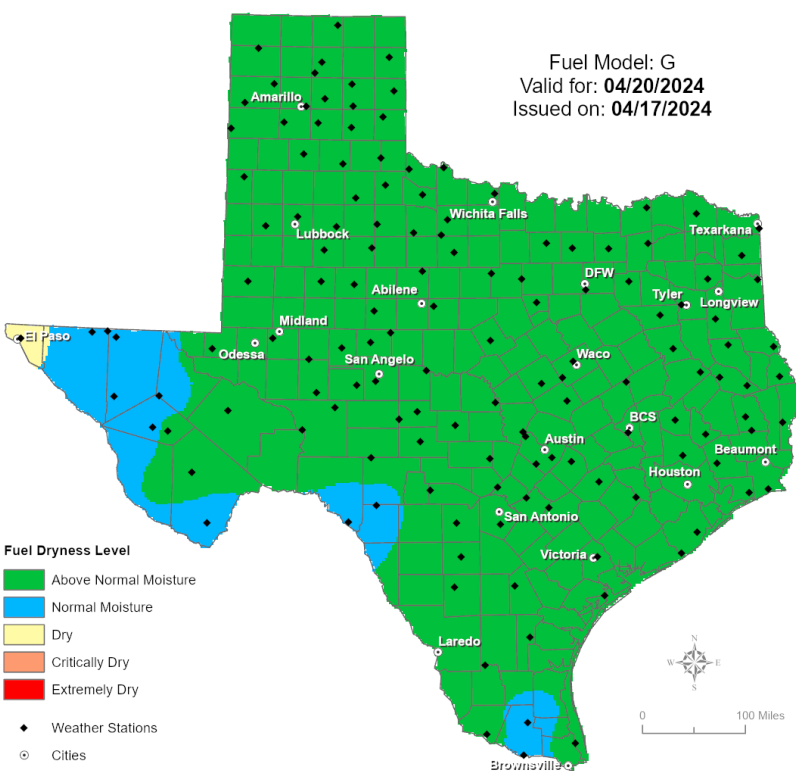 Fuel Model: G
Valid for: 04/20/2024
Issued on: 04/17/2024
Amarillo
Wichita Falls
Texarkana
Lubbock
DFW
Abilene
Tyler
Longview
Midland
El Paso
Odessa
San Angelo
Waco
BCS
Austin
Beaumont
Houston
San Antonio
Victoria
Laredo
Brownsville
Fuel Dryness Level
Above Normal Moisture
Normal Moisture
Dry
Critically Dry
Extremely Dry
Weather Stations
Cities
N
W E
S
0 100 Miles